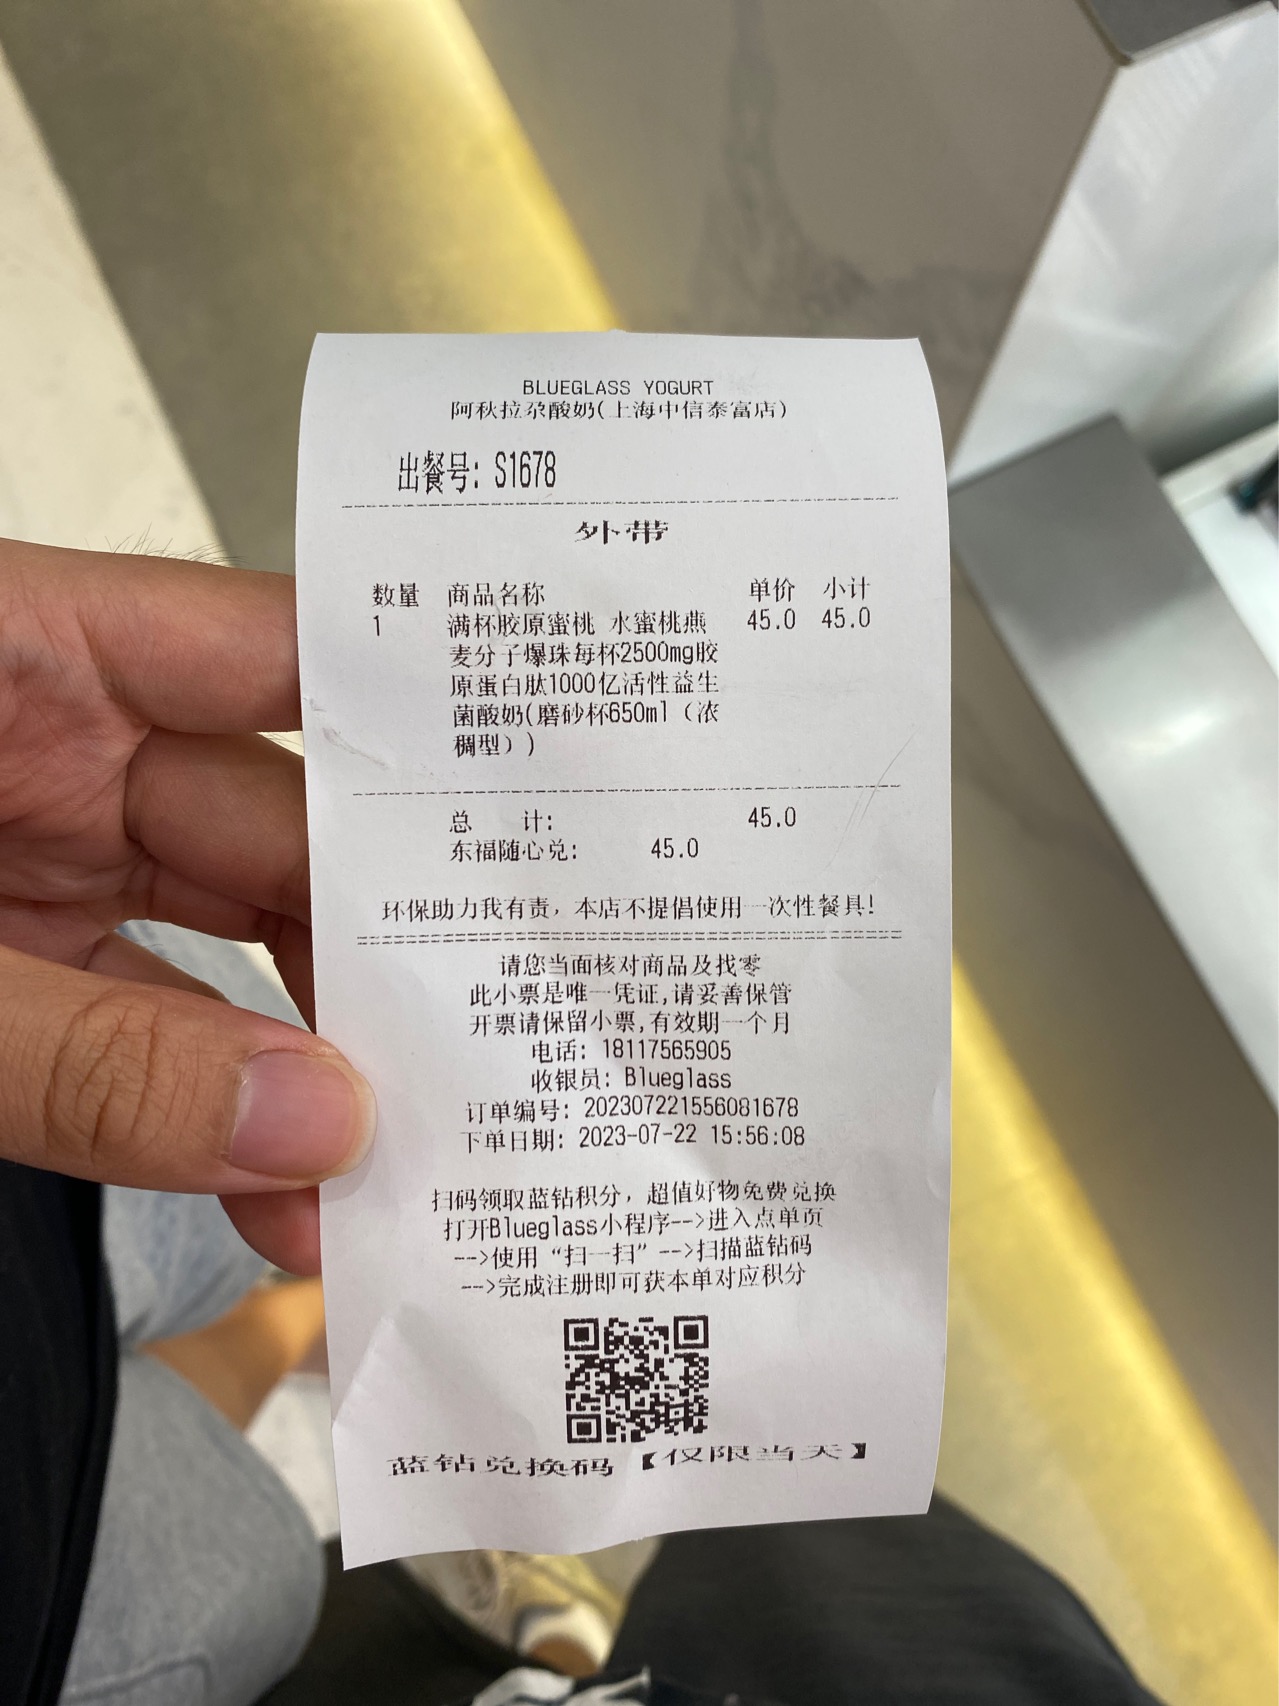 BLUEGLASS YOGURT
阿秋拉尕酸奶(上海中信泰富店)
出餐号: S1678
外带
数量 商品名称 单价 小计
1 满杯胶原蜜桃 水蜜桃燕 45.0 45.0
麦分子爆珠每杯2500mg胶
原蛋白肽1000亿活性益生
菌酸奶(磨砂杯650ml（浓
稠型）)
总 计: 45.0
东福随心兑: 45.0
环保助力我有责，本店不提倡使用一次性餐具!
请您当面核对商品及找零
此小票是唯一凭证,请妥善保管
开票请保留小票,有效期一个月
电话: 18117565905
收银员: Blueglass
订单编号: 202307221556081678
下单日期: 2023-07-22 15:56:08
扫码领取蓝钻积分，超值好物免费兑换
打开Blueglass小程序-->进入点单页
-->使用“扫一扫”-->扫描蓝钻码
-->完成注册即可获本单对应积分
蓝钻兑换码【仅限当天】